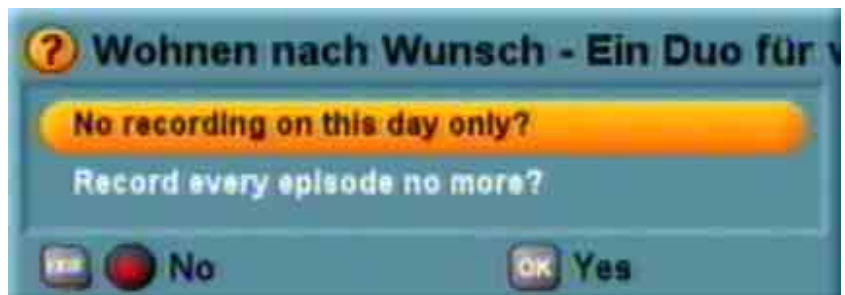 ? Wohnen nach Wunsch - Ein Duo für
No recording on this day only?
Record every episode no more?
EXIT No OK Yes